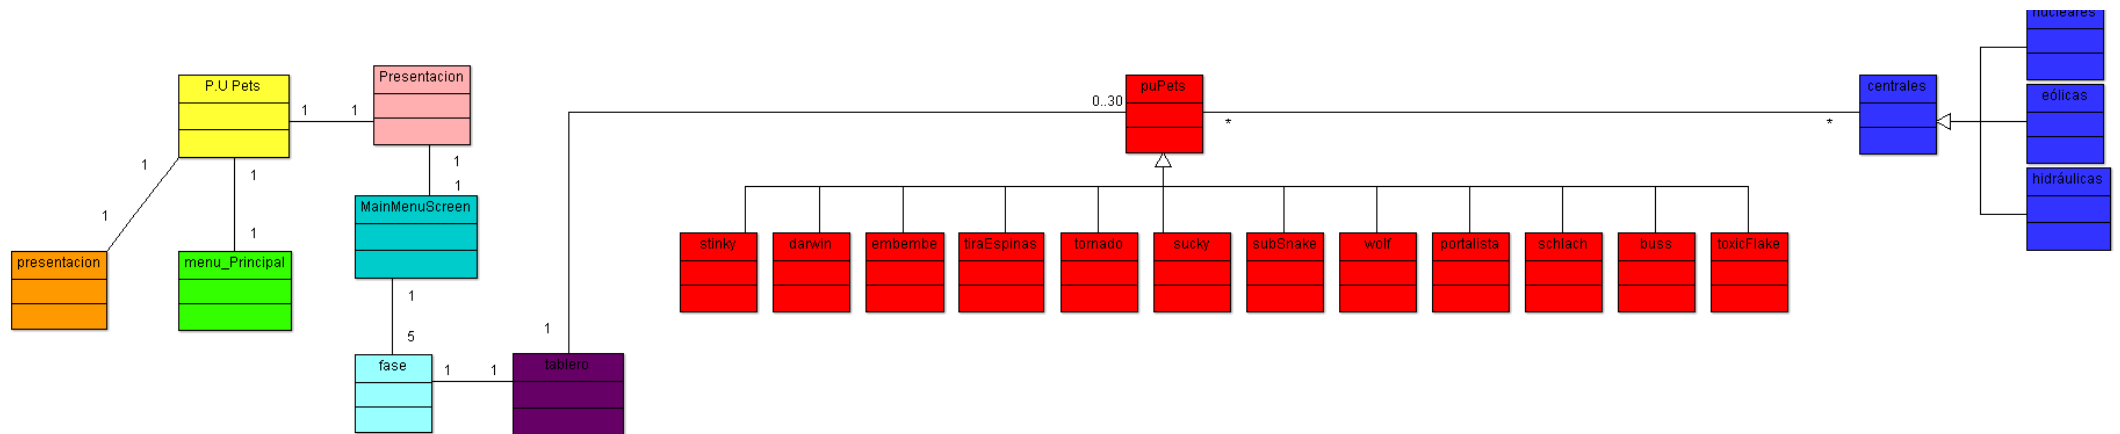 nucleares
P.U Pets
Presentacion
puPets
centrales
eólicas
0..30
1
1
*
*
1
1
1
1
1
hidráulicas
MainMenuScreen
1
1
stinky
darwin
embembe
tiraEspinas
tornado
sucky
subSnake
wolf
portalista
schlach
buss
toxicFlake
presentacion
menu_Principal
1
1
5
fase
1
1
tablero